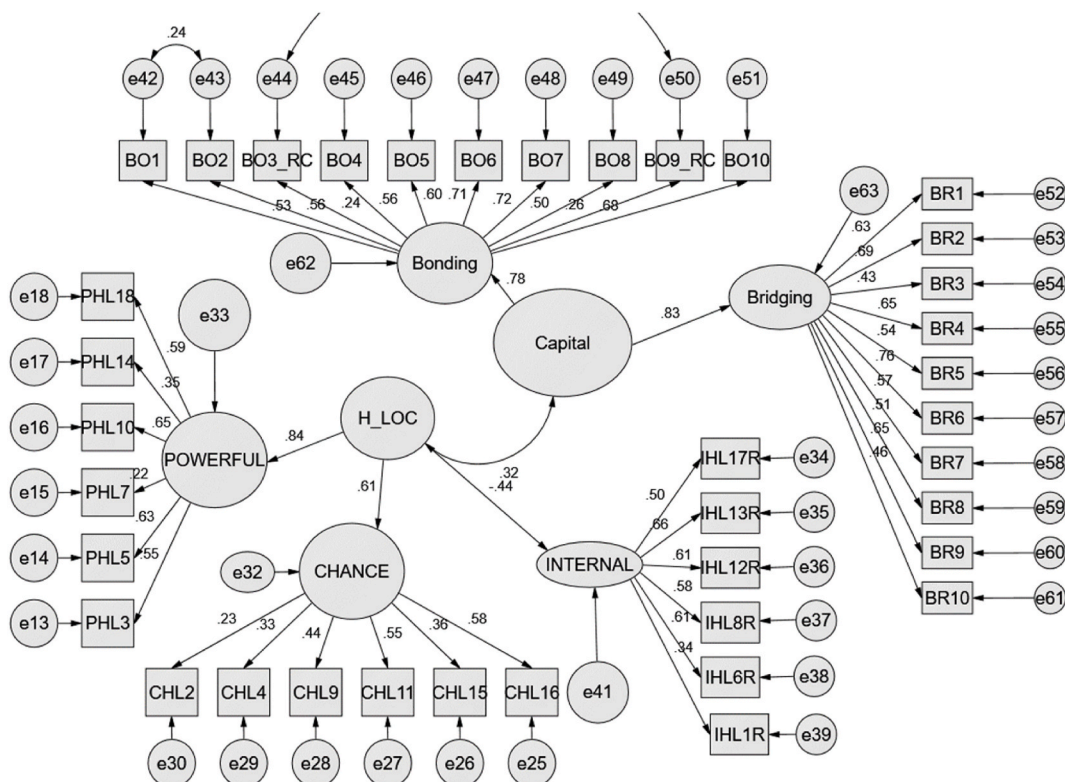 .24
e42
e43
e44
e45
e46
e47
e48
e49
e50
e51
BO1
BO2
BO3_RC
BO4
BO5
BO6
BO7
BO8
BO9_RC
BO10
.53
.56
.24
.56
.60
.71
.72
.50
.26
.68
e62
Bonding
.78
Capital
.83
e63
Bridging
.63
.69
.43
.65
.54
.76
.57
.51
.65
.46
BR1
e52
BR2
e53
BR3
e54
BR4
e55
BR5
e56
BR6
e57
BR7
e58
BR8
e59
BR9
e60
BR10
e61
e18
PHL18
e17
PHL14
e16
PHL10
e15
PHL7
e14
PHL5
e13
PHL3
.59
.35
.65
.22
.63
.55
e33
POWERFUL
.84
H_LOC
.61
.32
-.44
e32
CHANCE
.23
.33
.44
.55
.36
.58
CHL2
CHL4
CHL9
CHL11
CHL15
CHL16
e30
e29
e28
e27
e26
e25
INTERNAL
e41
.50
.66
.61
.58
.61
.34
IHL17R
e34
IHL13R
e35
IHL12R
e36
IHL8R
e37
IHL6R
e38
IHL1R
e39